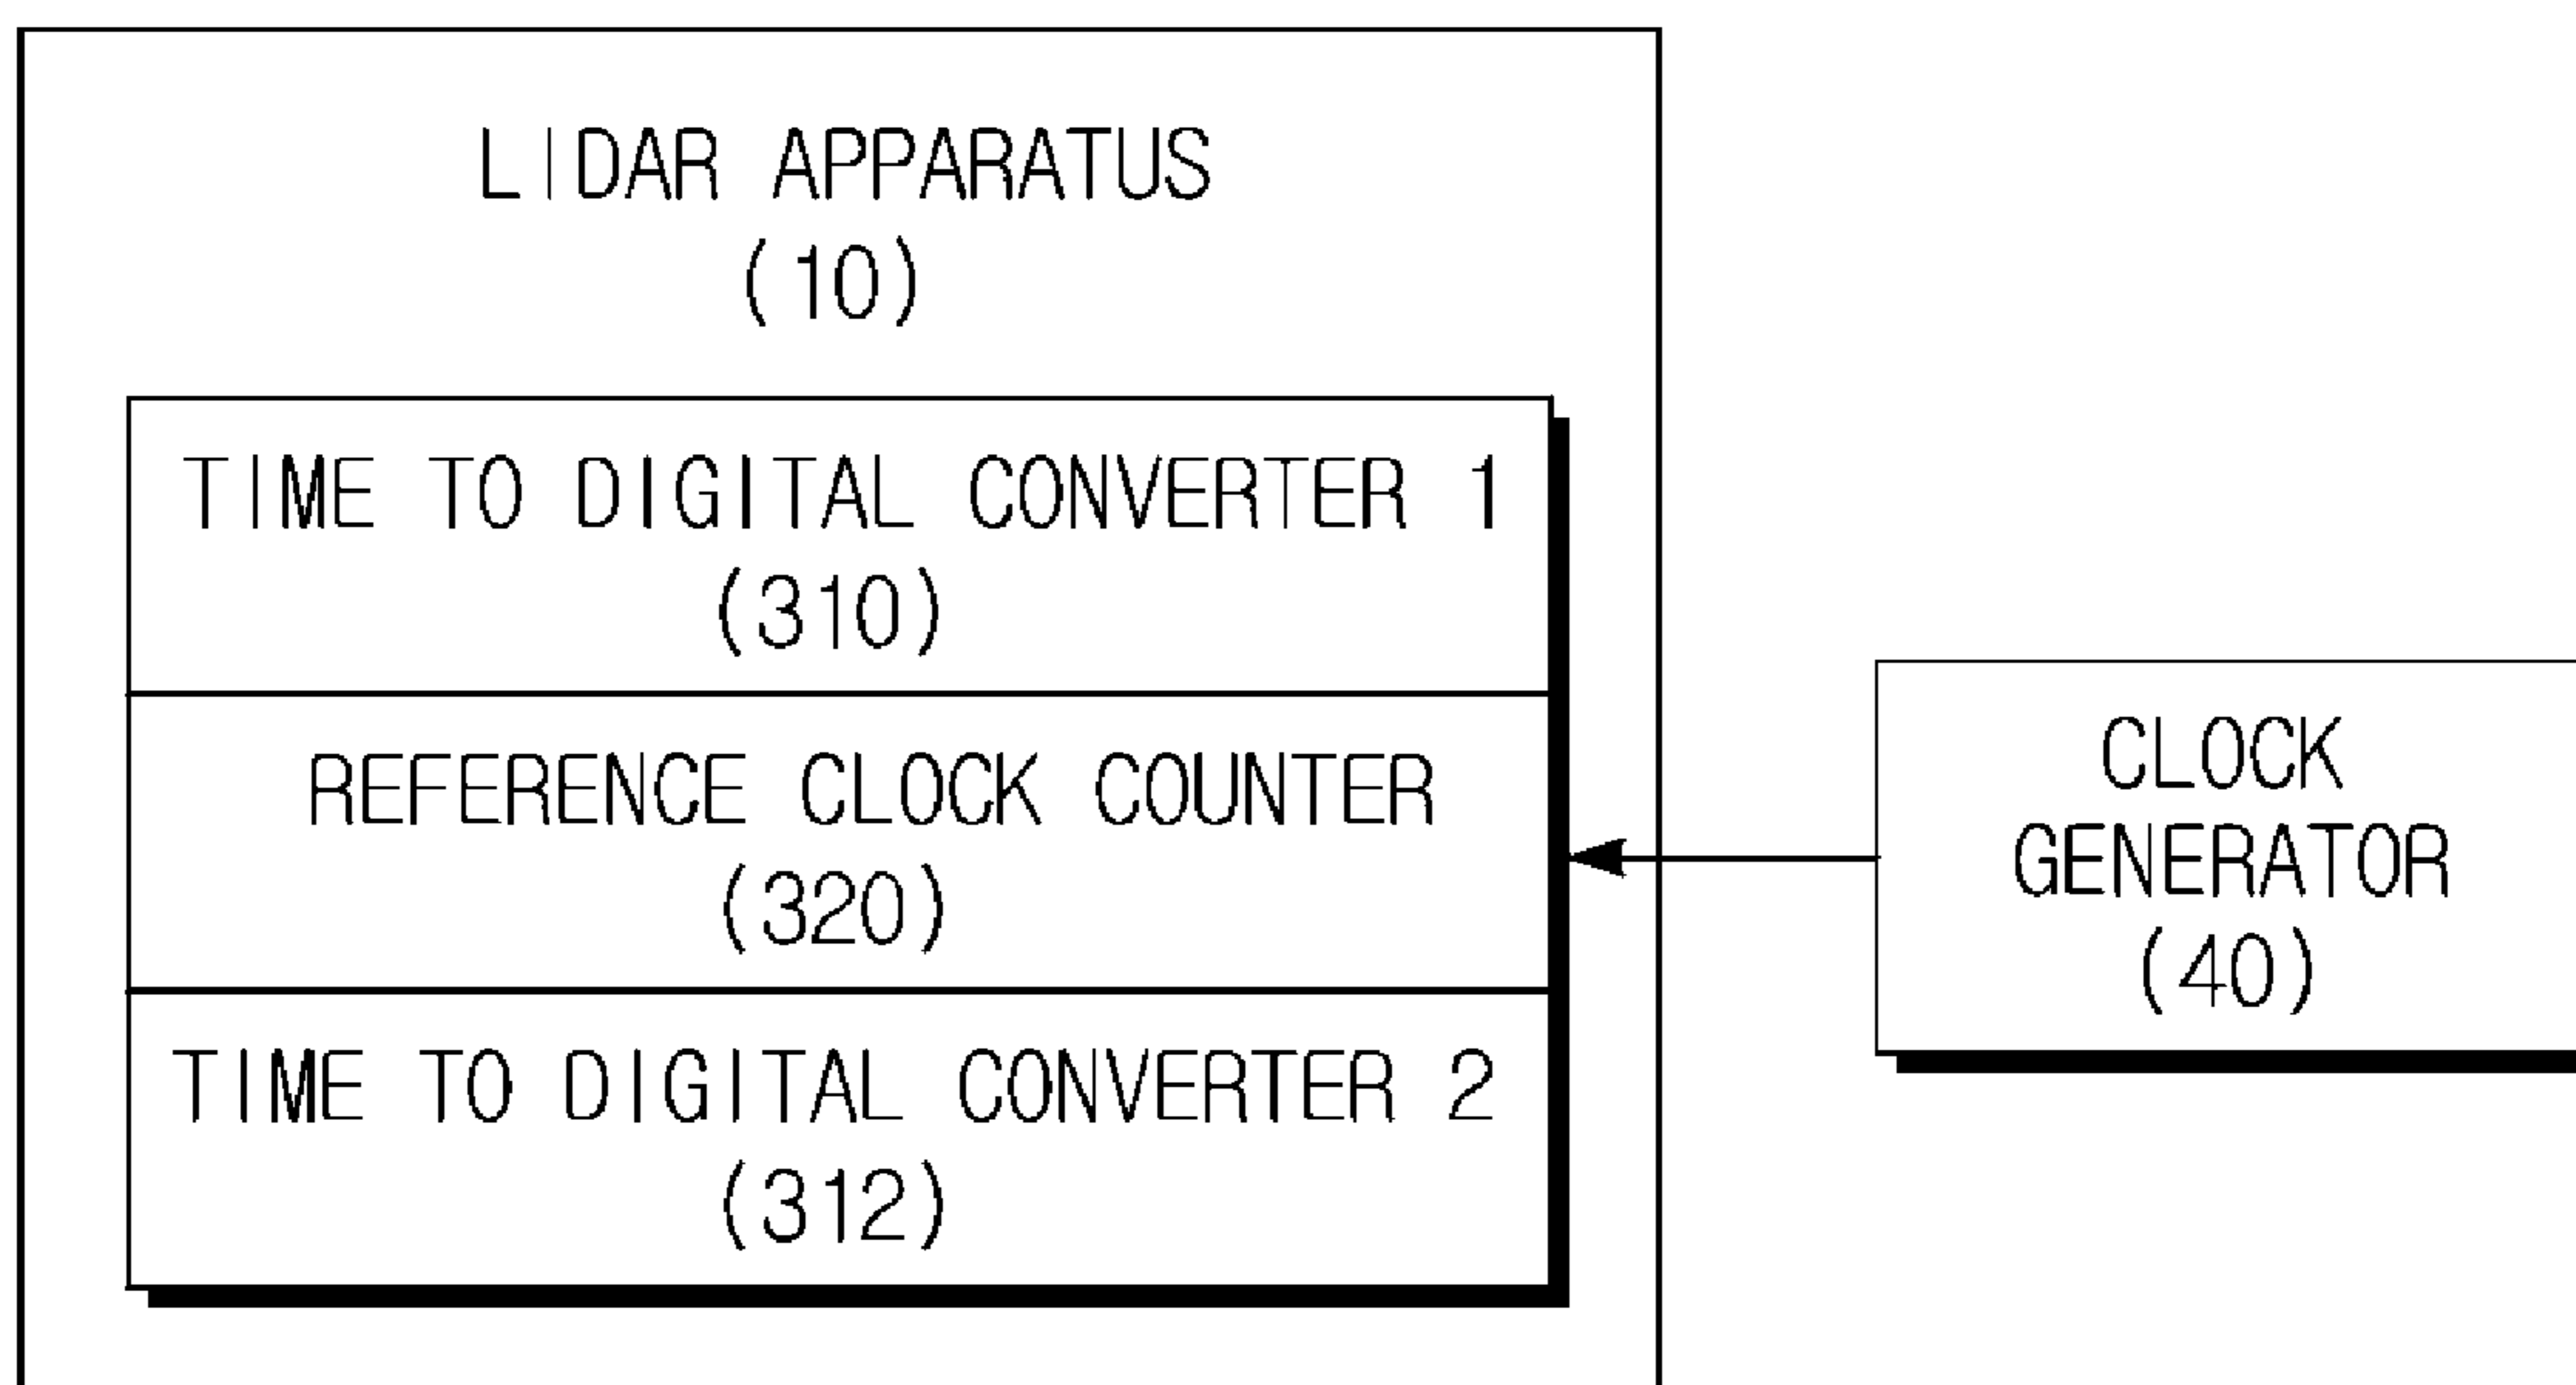 LIDAR APPARATUS
(10)
TIME TO DIGITAL CONVERTER 1
(310)
REFERENCE CLOCK COUNTER
(320)
TIME TO DIGITAL CONVERTER 2
(312)
CLOCK
GENERATOR
(40)